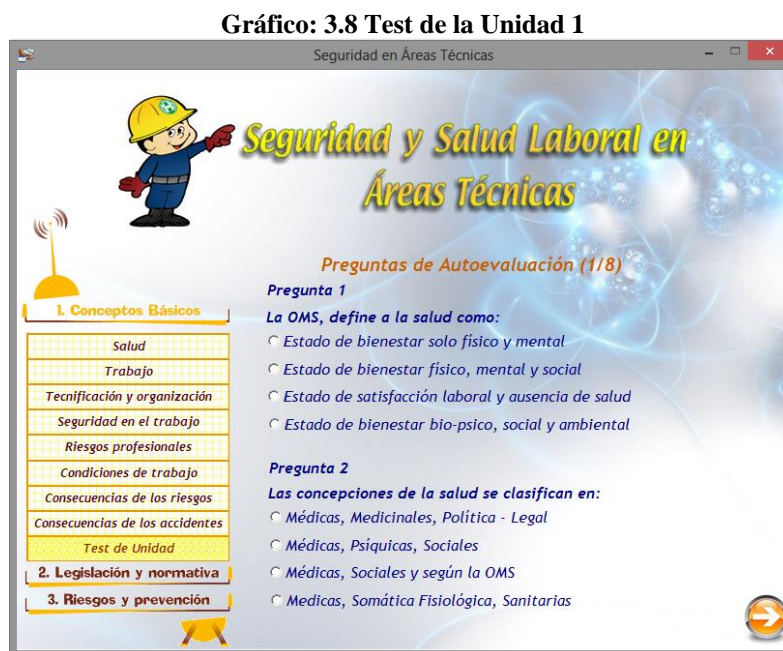 Gráfico: 3.8 Test de la Unidad 1
Seguridad en Áreas Técnicas
Seguridad y Salud Laboral en
Áreas Técnicas
Preguntas de Autoevaluación (1/8)
Pregunta 1
La OMS, define a la salud como:
Estado de bienestar solo físico y mental
Estado de bienestar físico, mental y social
Estado de satisfacción laboral y ausencia de salud
Estado de bienestar bio-psico, social y ambiental
Pregunta 2
Las concepciones de la salud se clasifican en:
Médicas, Medicinales, Política - Legal
Médicas, Psíquicas, Sociales
Médicas, Sociales y según la OMS
Medicas, Somática Fisiológica, Sanitarias
1. Conceptos Básicos
Salud
Trabajo
Tecnificación y organización
Seguridad en el trabajo
Riesgos profesionales
Condiciones de trabajo
Consecuencias de los riesgos
Consecuencias de los accidentes
Test de Unidad
2. Legislación y normativa
3. Riesgos y prevención